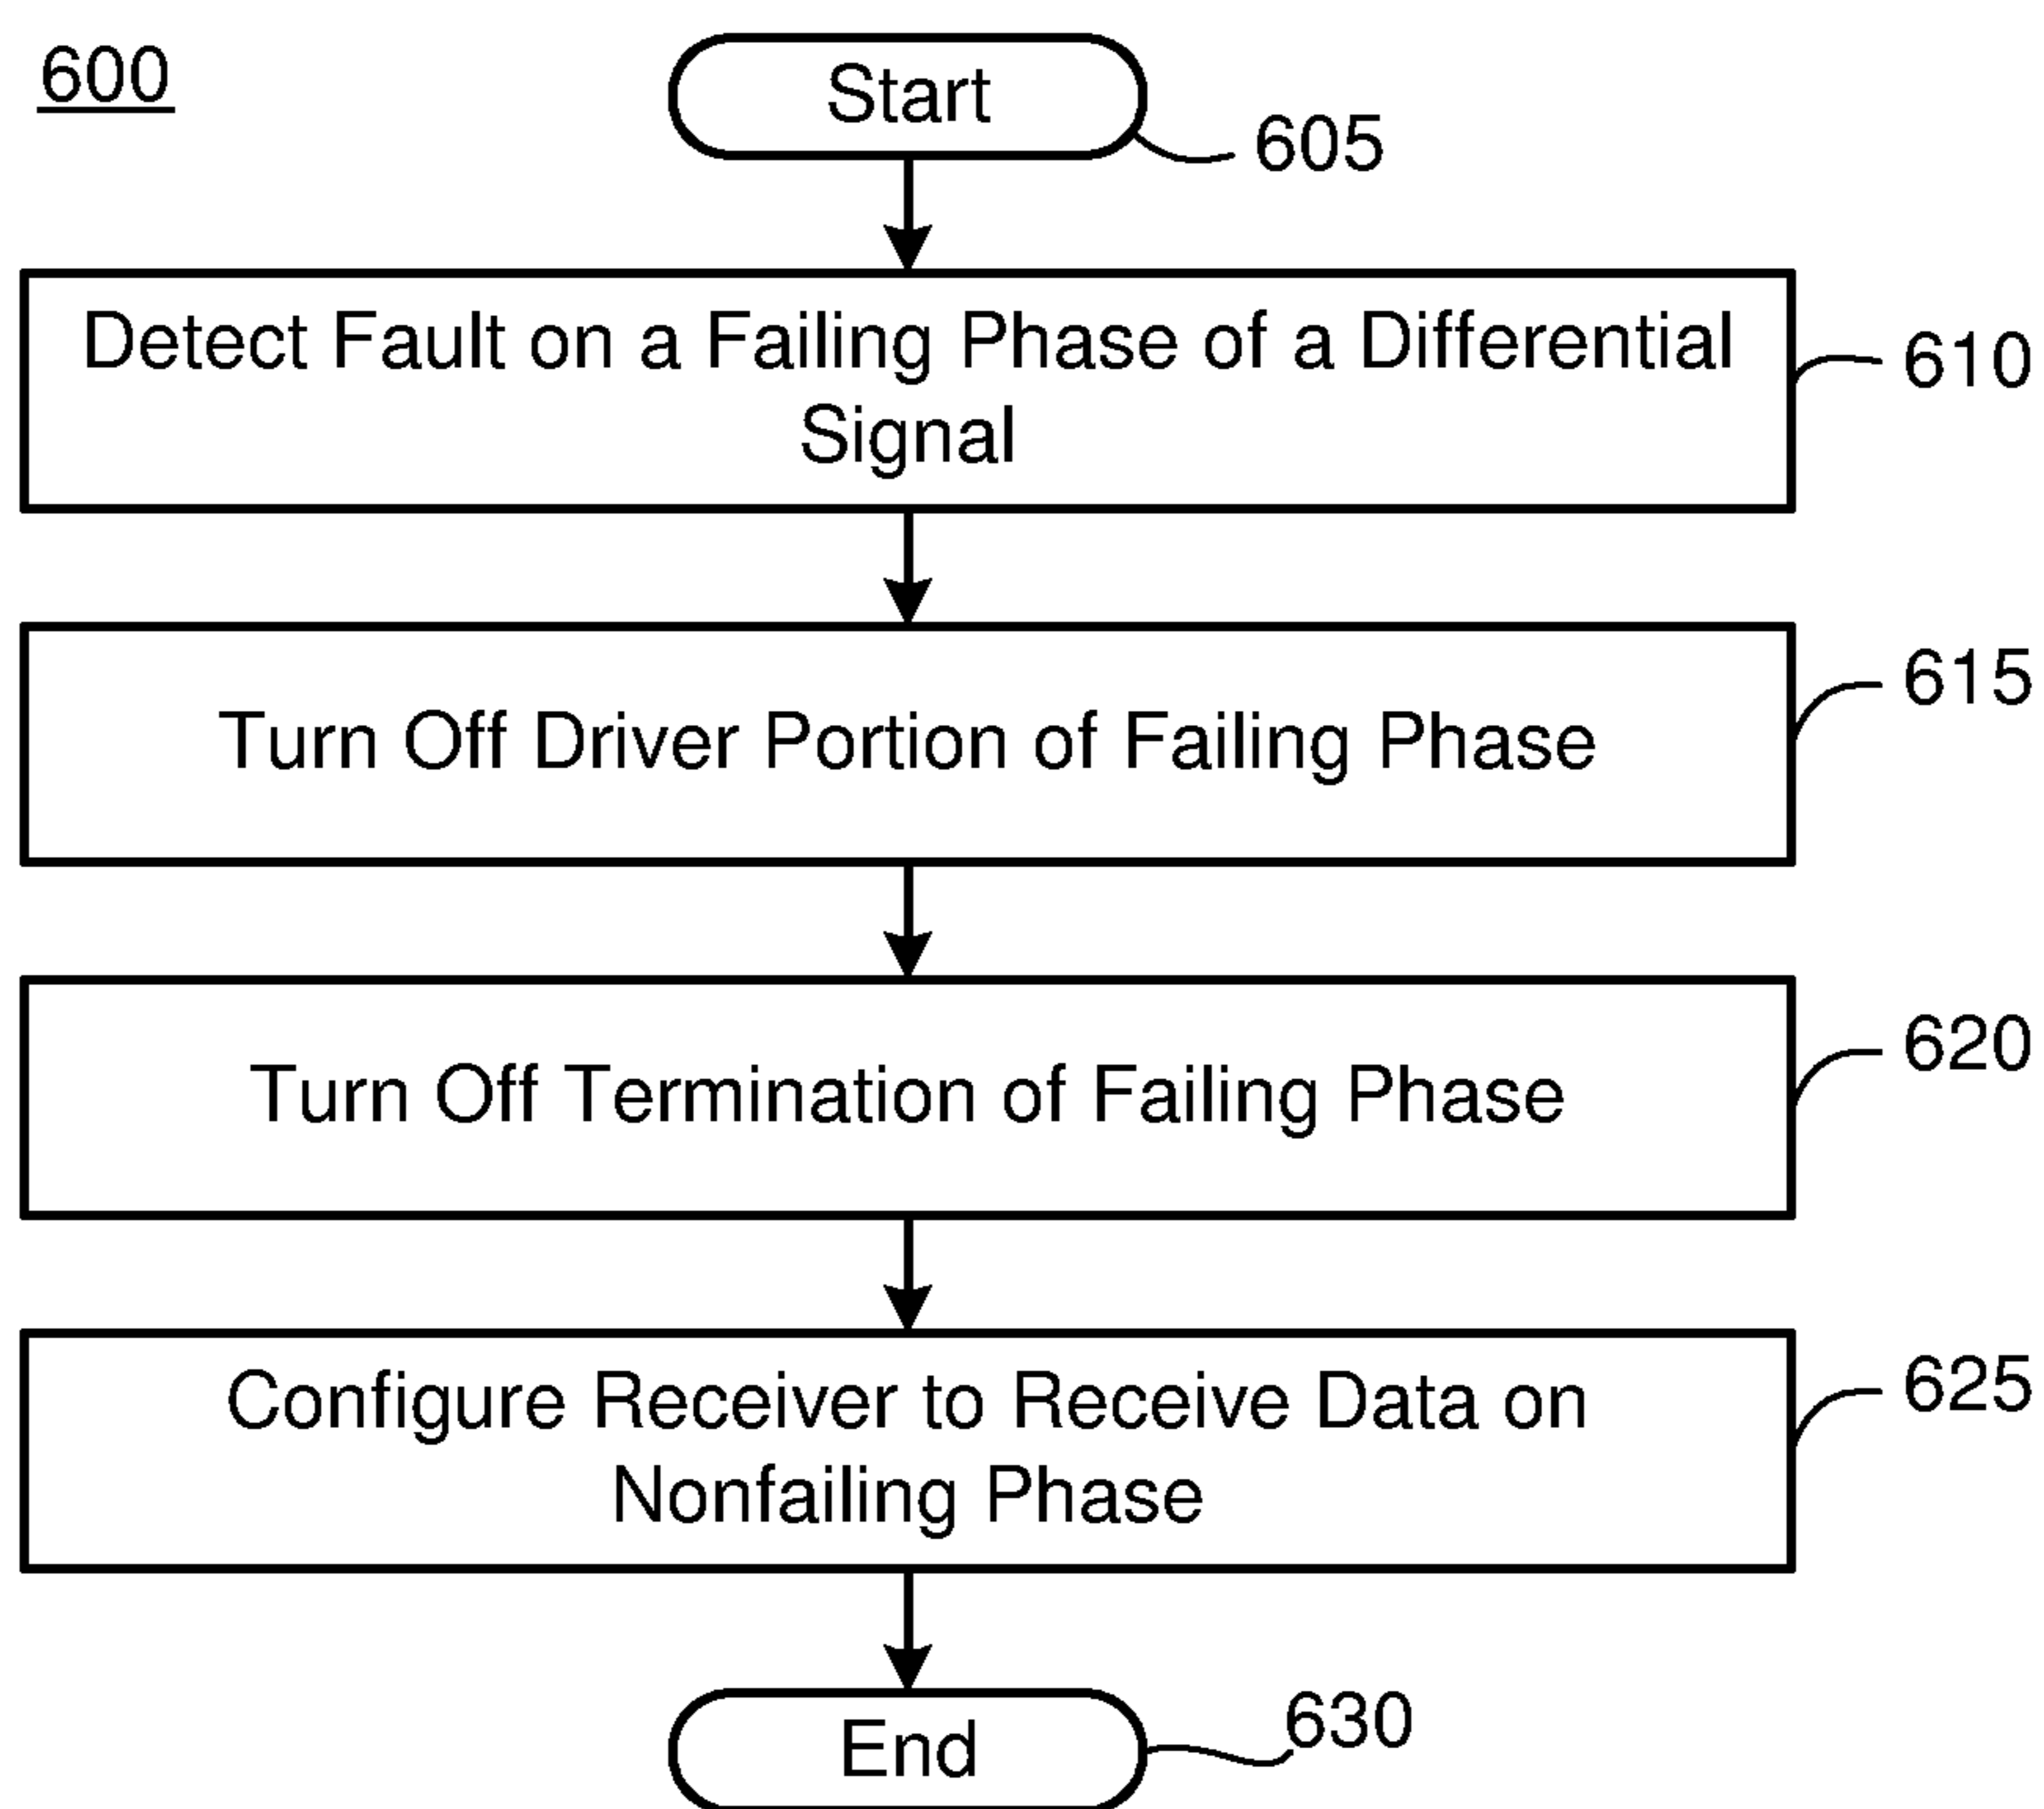 600
Start
605
Detect Fault on a Failing Phase of a Differential
Signal
610
Turn Off Driver Portion of Failing Phase
615
Turn Off Termination of Failing Phase
620
Configure Receiver to Receive Data on
Nonfailing Phase
625
End
630